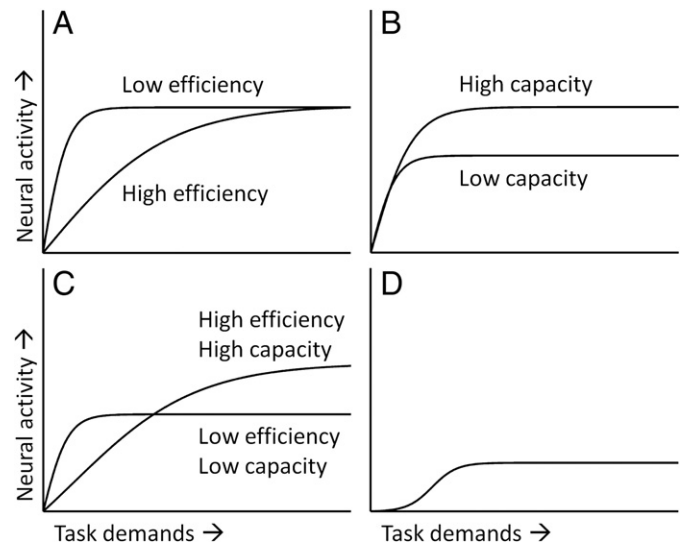 A
Low efficiency
High efficiency
Neural activity →
B
High capacity
Low capacity
C
High efficiency
High capacity
Low efficiency
Low capacity
Neural activity →
Task demands →
D
Task demands →